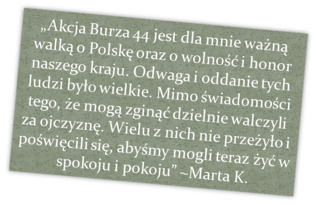 „Akcja Burza 44 jest dla mnie ważną
walką o Polskę oraz o wolność i honor
naszego kraju. Odwaga i oddanie tych
ludzi było wielkie. Mimo świadomości
tego, że mogą zginąć dzielnie walczyli
za ojczyznę. Wielu z nich nie przeżyło i
poświęcili się, abyśmy mogli teraz żyć w
spokoju i pokoju” ~Marta K.